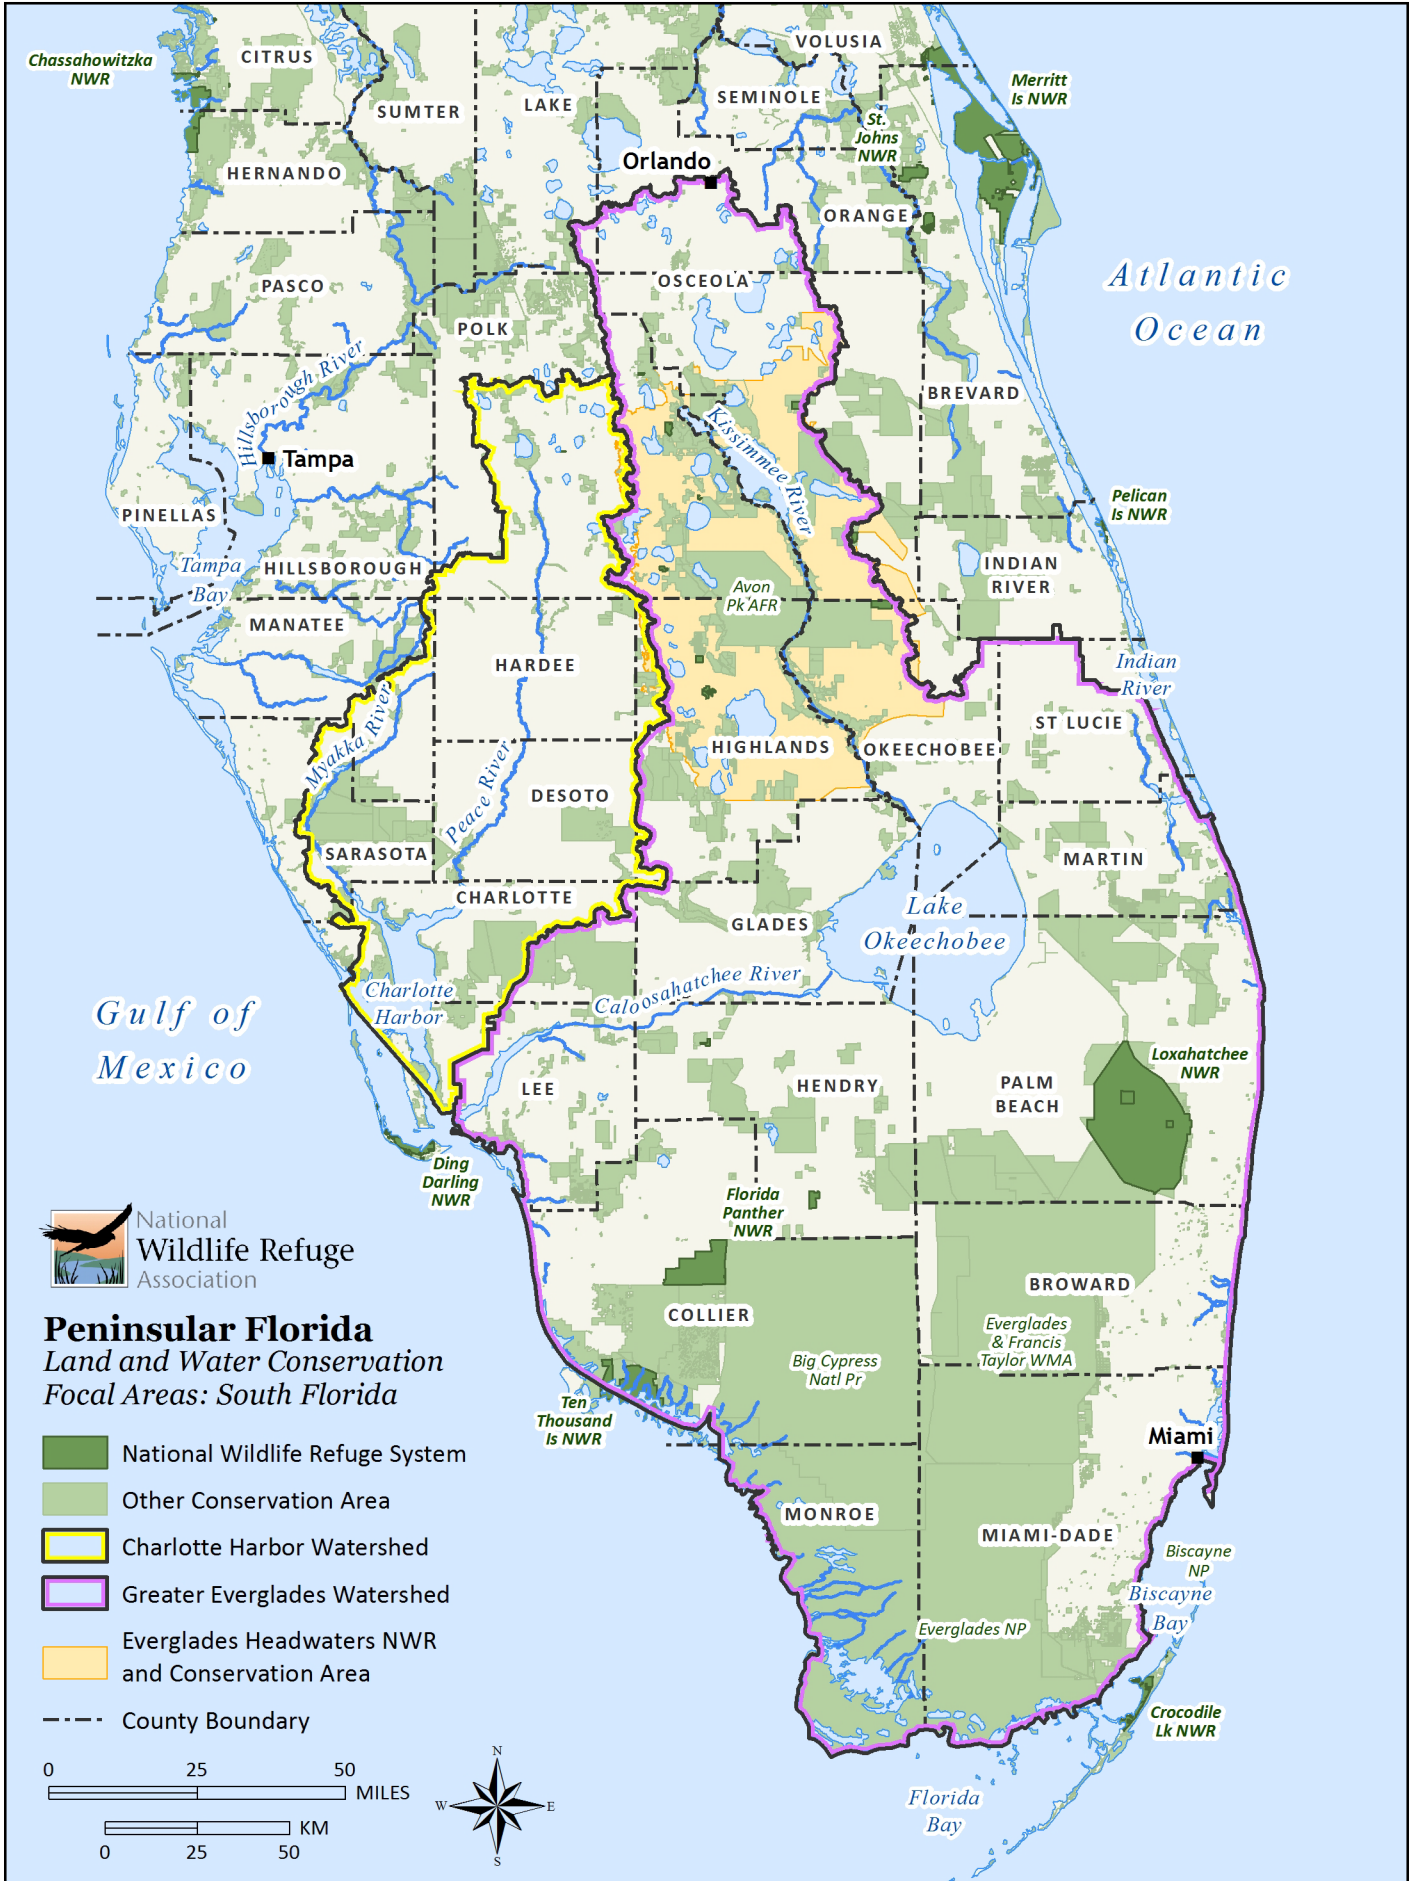 Chassahowitzka
NWR
CITRUS
VOLUSIA
Merritt
Is NWR
SUMTER
LAKE
SEMINOLE
St.
Johns
NWR
Orlando
HERNANDO
ORANGE
PASCO
OSCEOLA
Atlantic
Ocean
POLK
Hillsborough River
BREVARD
Kissimmee River
Tampa
PINELLAS
Pelican
Is NWR
Tampa
Bay
HILLSBOROUGH
INDIAN
RIVER
Avon
Pk AFR
MANATEE
HARDEE
Indian
River
Myakka River
ST LUCIE
HIGHLANDS
OKEECHOBEE
Peace River
DESOTO
SARASOTA
MARTIN
CHARLOTTE
Lake
Okeechobee
GLADES
Caloosahatchee River
Charlotte
Harbor
Gulf of
Mexico
LEE
HENDRY
PALM
BEACH
Loxahatchee
NWR
Ding
Darling
NWR
Florida
Panther
NWR
National
Wildlife Refuge
Association
BROWARD
COLLIER
Everglades
& Francis
Taylor WMA
Big Cypress
Natl Pr
Peninsular Florida
Land and Water Conservation
Focal Areas: South Florida
Ten
Thousand
Is NWR
Miami
National Wildlife Refuge System
Other Conservation Area
Charlotte Harbor Watershed
Greater Everglades Watershed
Everglades Headwaters NWR
and Conservation Area
County Boundary
MONROE
MIAMI-DADE
Biscayne
NP
Biscayne
Bay
Everglades NP
Crocodile
Lk NWR
Florida
Bay
0 25 50
MILES
KM
0 25 50
N
W E
S